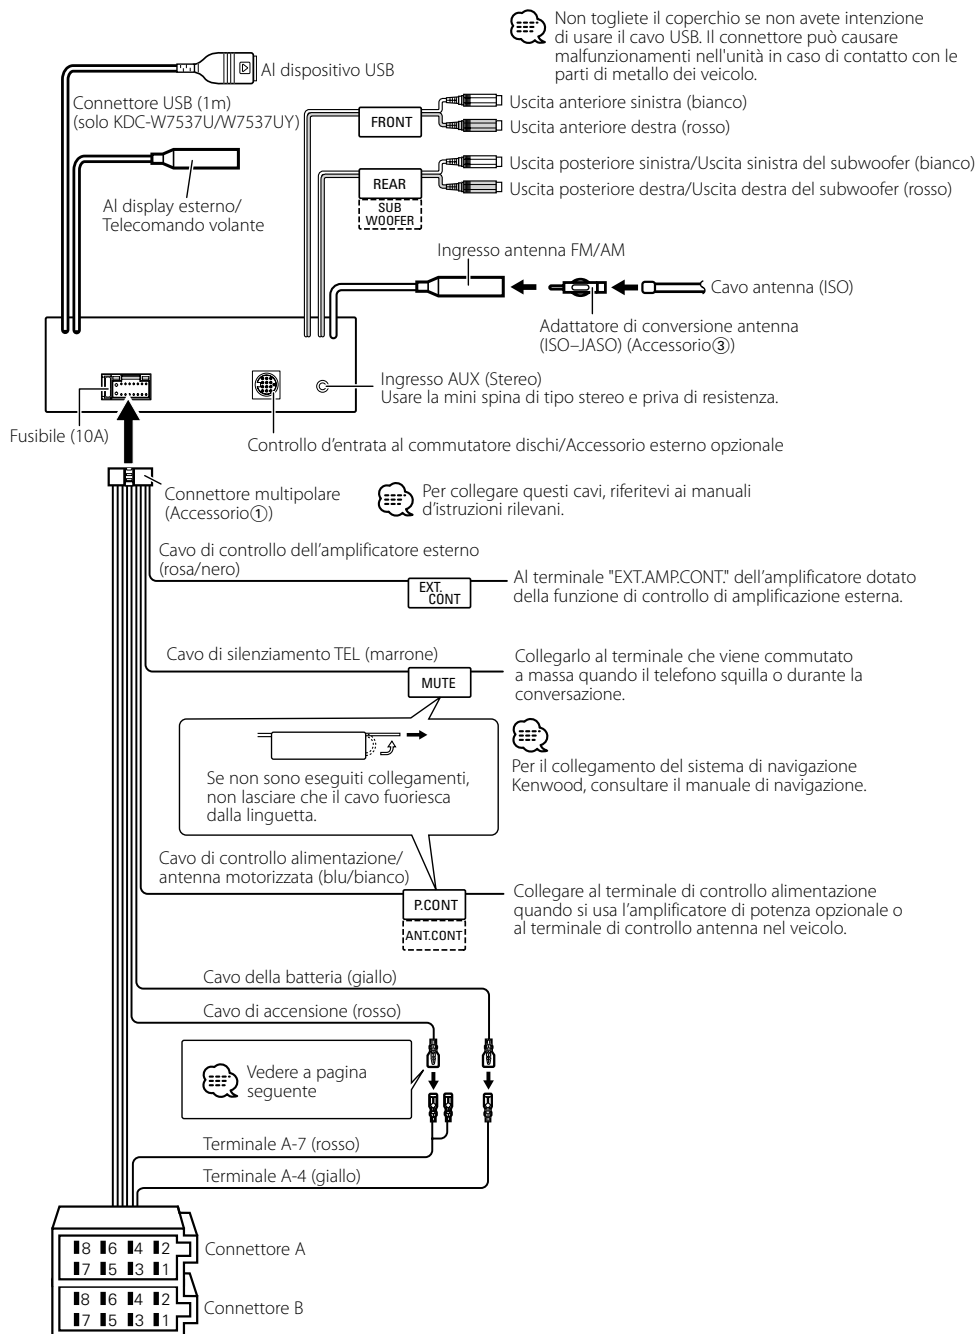 Non togliete il coperchio se non avete intenzione
di usare il cavo USB. Il connettore può causare
malfunzionamenti nell'unità in caso di contatto con le
parti di metallo dei veicolo.
Al dispositivo USB
Connettore USB (1m)
(solo KDC-W7537U/W7537UY)
FRONT
Uscita anteriore sinistra (bianco)
Uscita anteriore destra (rosso)
REAR
SUB
WOOFER
Uscita posteriore sinistra/Uscita sinistra del subwoofer (bianco)
Uscita posteriore destra/Uscita destra del subwoofer (rosso)
Al display esterno/
Telecomando volante
Ingresso antenna FM/AM
Cavo antenna (ISO)
Adattatore di conversione antenna
(ISO–JASO) (Accessorio③)
Ingresso AUX (Stereo)
Usare la mini spina di tipo stereo e priva di resistenza.
Fusibile (10A)
Controllo d'entrata al commutatore dischi/Accessorio esterno opzionale
Connettore multipolare
(Accessorio①)
Per collegare questi cavi, riferitevi ai manuali
d'istruzioni rilevani.
Cavo di controllo dell'amplificatore esterno
(rosa/nero)
EXT.
CONT
Al terminale "EXT.AMP.CONT." dell'amplificatore dotato
della funzione di controllo di amplificazione esterna.
Cavo di silenziamento TEL (marrone)
MUTE
Collegarlo al terminale che viene commutato
a massa quando il telefono squilla o durante la
conversazione.
Se non sono eseguiti collegamenti,
non lasciare che il cavo fuoriesca
dalla linguetta.
Per il collegamento del sistema di navigazione
Kenwood, consultare il manuale di navigazione.
Cavo di controllo alimentazione/
antenna motorizzata (blu/bianco)
P.CONT
ANT.CONT
Collegare al terminale di controllo alimentazione
quando si usa l'amplificatore di potenza opzionale o
al terminale di controllo antenna nel veicolo.
Cavo della batteria (giallo)
Cavo di accensione (rosso)
Vedere a pagina
seguente
Terminale A-7 (rosso)
Terminale A-4 (giallo)
8 6 4 2
7 5 3 1
Connettore A
8 6 4 2
7 5 3 1
Connettore B